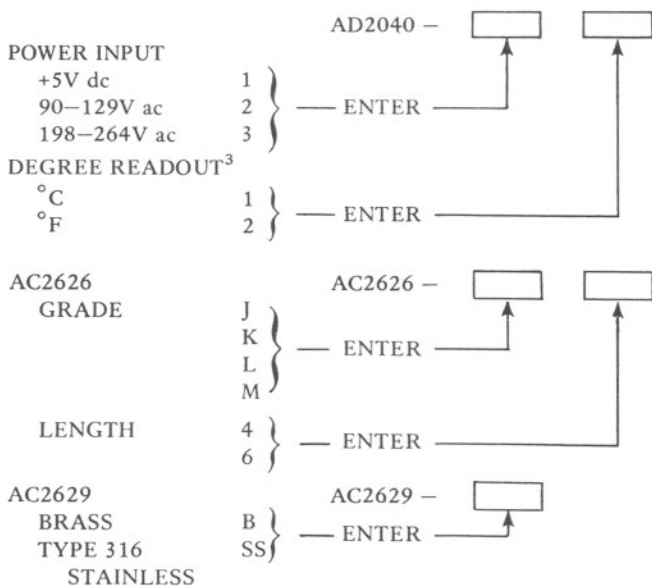 AD2040 –
POWER INPUT
+5V dc 1
90–129V ac 2 ENTER
198–264V ac 3
DEGREE READOUT³
°C 1
ENTER
°F 2
AC2626 AC2626 –
GRADE J
K
ENTER
L
M
LENGTH 4
ENTER
6
AC2629 AC2629 –
BRASS B
ENTER
TYPE 316 SS
STAINLESS